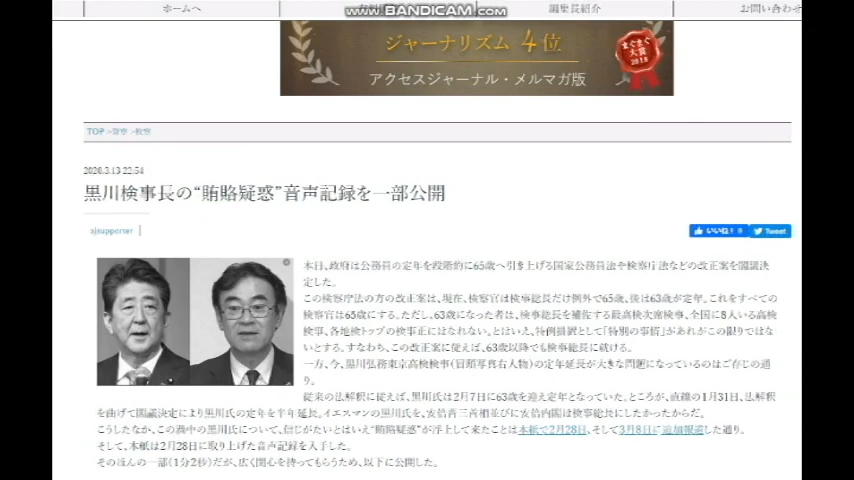 ホームへ
www.BANDICAM.com
編集長紹介
お問い合わせ
ジャーナリズム 4位
アクセスジャーナル・メルマガ版
まぐまぐ
大賞
2018
TOP >警察 >検察
2020.3.13 22:54
黒川検事長の“賄賂疑惑”音声記録を一部公開
ajsupporter
いいね！ 0
Tweet
本日、政府は公務員の定年を段階的に65歳へ引き上げる国家公務員法や検察庁法などの改正案を閣議決
定した。
この検察庁法の方の改正案は、現在、検察官は検事総長だけ例外で65歳、後は63歳が定年。これをすべての
検察官は65歳にする。ただし、63歳になった者は、検事総長を補佐する最高検次席検事、全国に8人いる高検
検事、各地検トップの検事正にはなれない。とはいえ、特例措置として「特別の事情」があれがこの限りではな
いとする。すなわち、この改正案に従えば、63歳以降でも検事総長に就ける。
一方、今、黒川弘務東京高検検事（冒頭写真右人物）の定年延長が大きな問題になっているのはご存じの通
り。
従来の法解釈に従えば、黒川氏は2月7日に63歳を迎え定年となっていた。ところが、直前の1月31日、法解釈
を曲げて閣議決定により黒川氏の定年を半年延長。イエスマンの黒川氏を、安倍晋三首相並びに安倍内閣は検事総長にしたかったからだ。
こうしたなか、この渦中の黒川氏について、信じがたいとはいえ“賄賂疑惑”が浮上して来たことは本紙で2月28日、そして3月8日に追加報道した通り。
そして、本紙は2月28日に取り上げた音声記録を入手した。
そのほんの一部（1分2秒）だが、広く関心を持ってもらうため、以下に公開した。